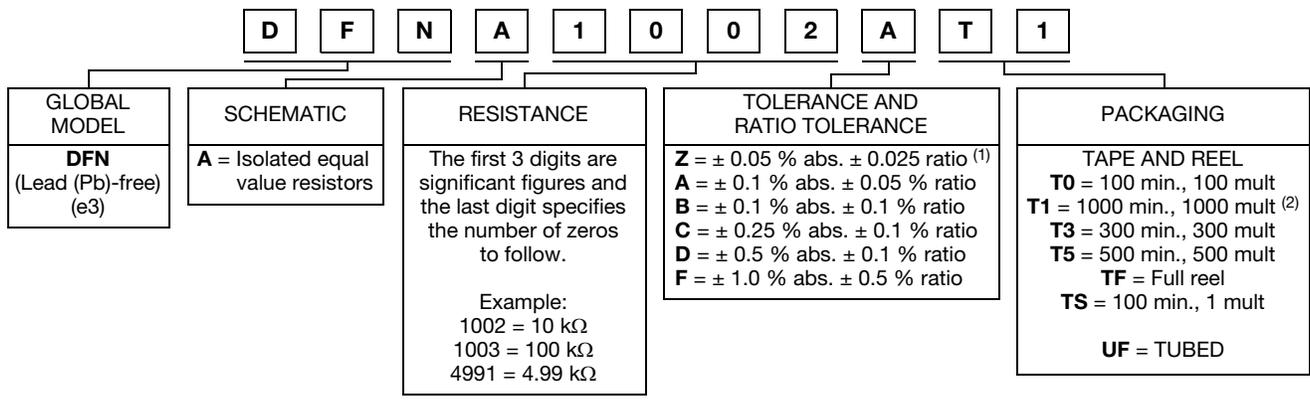 D F N A 1 0 0 2 A T 1
GLOBAL
MODEL
DFN
(Lead (Pb)-free)
(e3)
SCHEMATIC
A = Isolated equal
value resistors
RESISTANCE
The first 3 digits are
significant figures and
the last digit specifies
the number of zeros
to follow.
Example:
1002 = 10 kΩ
1003 = 100 kΩ
4991 = 4.99 kΩ
TOLERANCE AND
RATIO TOLERANCE
Z = ± 0.05 % abs. ± 0.025 ratio (1)
A = ± 0.1 % abs. ± 0.05 % ratio
B = ± 0.1 % abs. ± 0.1 % ratio
C = ± 0.25 % abs. ± 0.1 % ratio
D = ± 0.5 % abs. ± 0.1 % ratio
F = ± 1.0 % abs. ± 0.5 % ratio
PACKAGING
TAPE AND REEL
T0 = 100 min., 100 mult
T1 = 1000 min., 1000 mult (2)
T3 = 300 min., 300 mult
T5 = 500 min., 500 mult
TF = Full reel
TS = 100 min., 1 mult
UF = TUBED